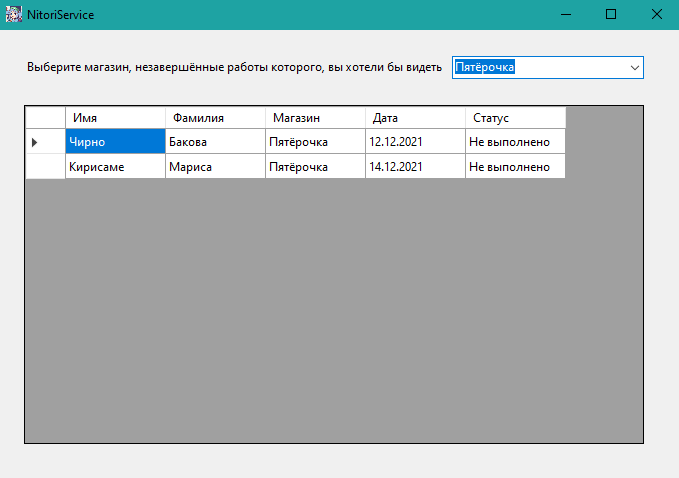 NitoriService
Выберите магазин, незавершённые работы которого, вы хотели бы видеть Пятёрочка
Имя Фамилия Магазин Дата Статус
Чирно Бакова Пятёрочка 12.12.2021 Не выполнено
Кирисаме Мариса Пятёрочка 14.12.2021 Не выполнено